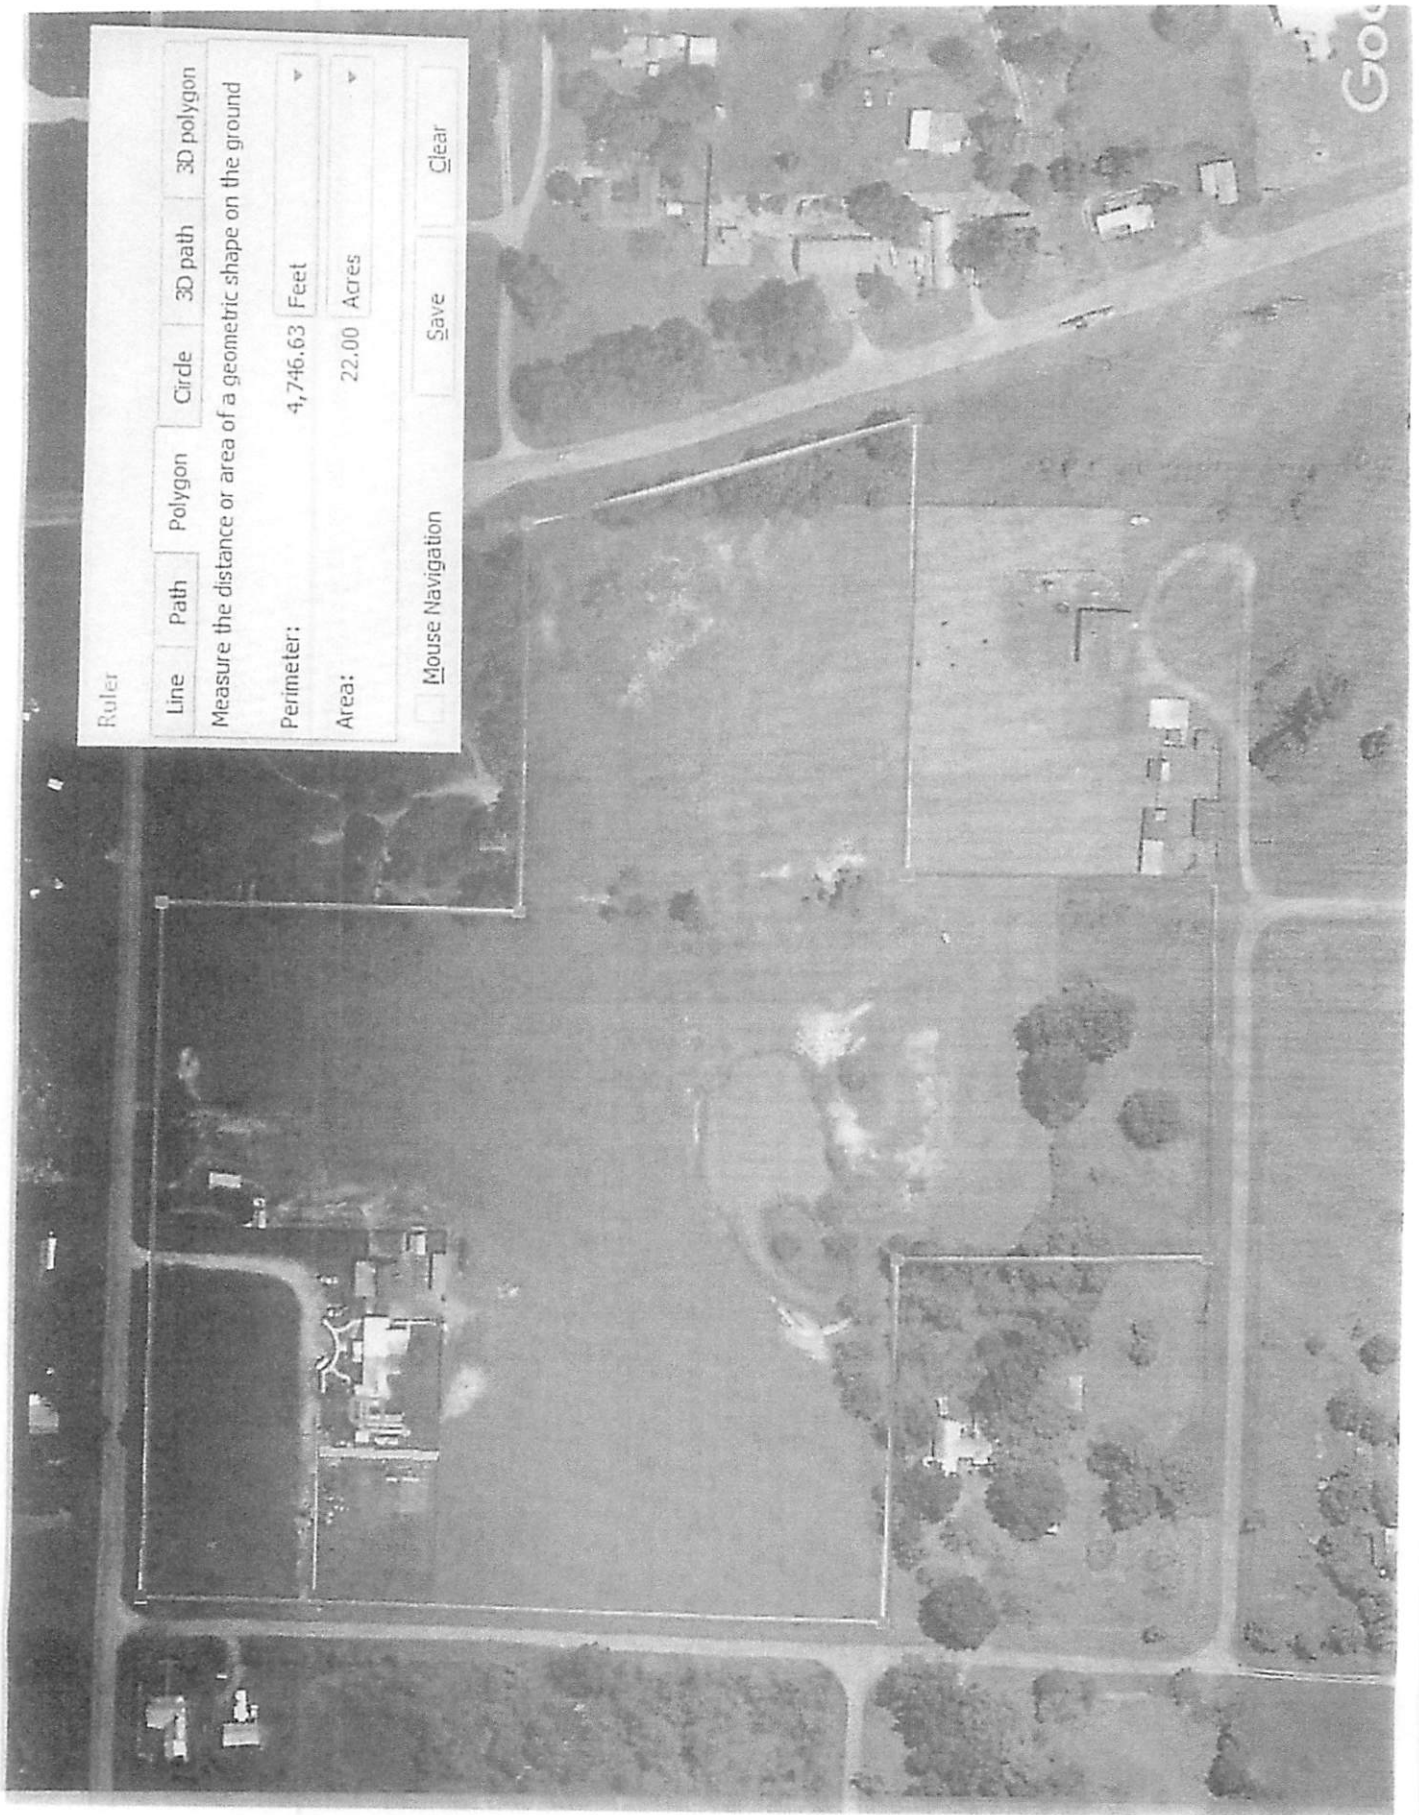 Ruler
Line Path Polygon Circle 3D path 3D polygon
Measure the distance or area of a geometric shape on the ground
Perimeter: 4,746.63 Feet
Area: 22.00 Acres
Mouse Navigation Save Clear
Goo